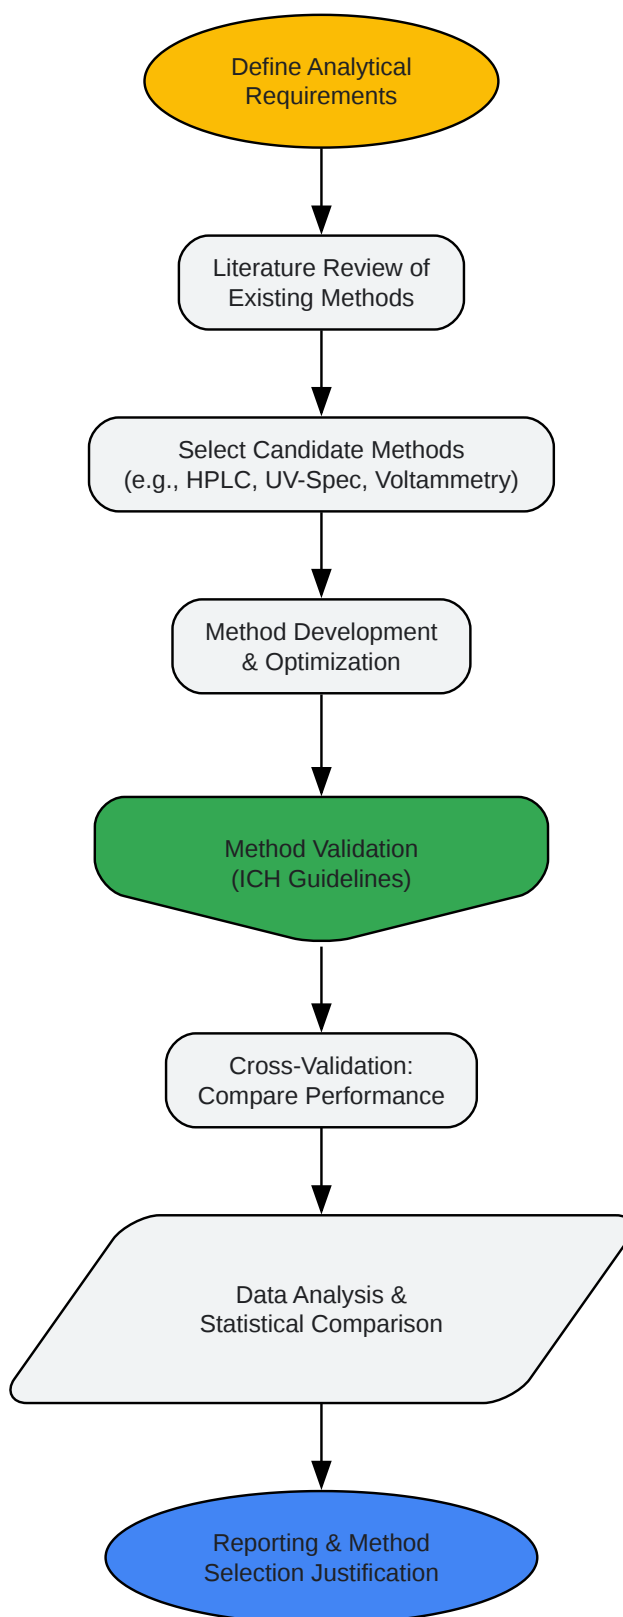 Define Analytical
Requirements
Literature Review of
Existing Methods
Select Candidate Methods
(e.g., HPLC, UV-Spec, Voltammetry)
Method Development
& Optimization
Method Validation
(ICH Guidelines)
Cross-Validation:
Compare Performance
Data Analysis &
Statistical Comparison
Reporting & Method
Selection Justification